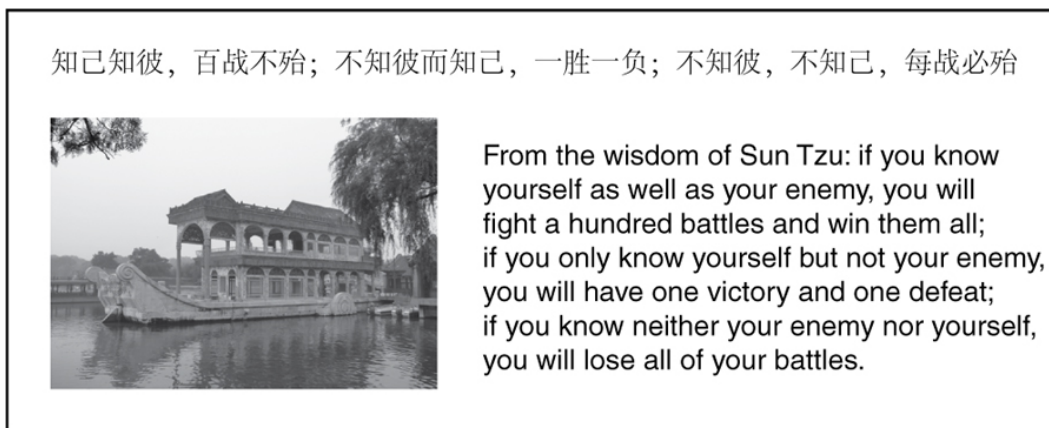 知己知彼，百战不殆；不知彼而知己，一胜一负；不知彼，不知己，每战必殆
From the wisdom of Sun Tzu: if you know
yourself as well as your enemy, you will
fight a hundred battles and win them all;
if you only know yourself but not your enemy,
you will have one victory and one defeat;
if you know neither your enemy nor yourself,
you will lose all of your battles.